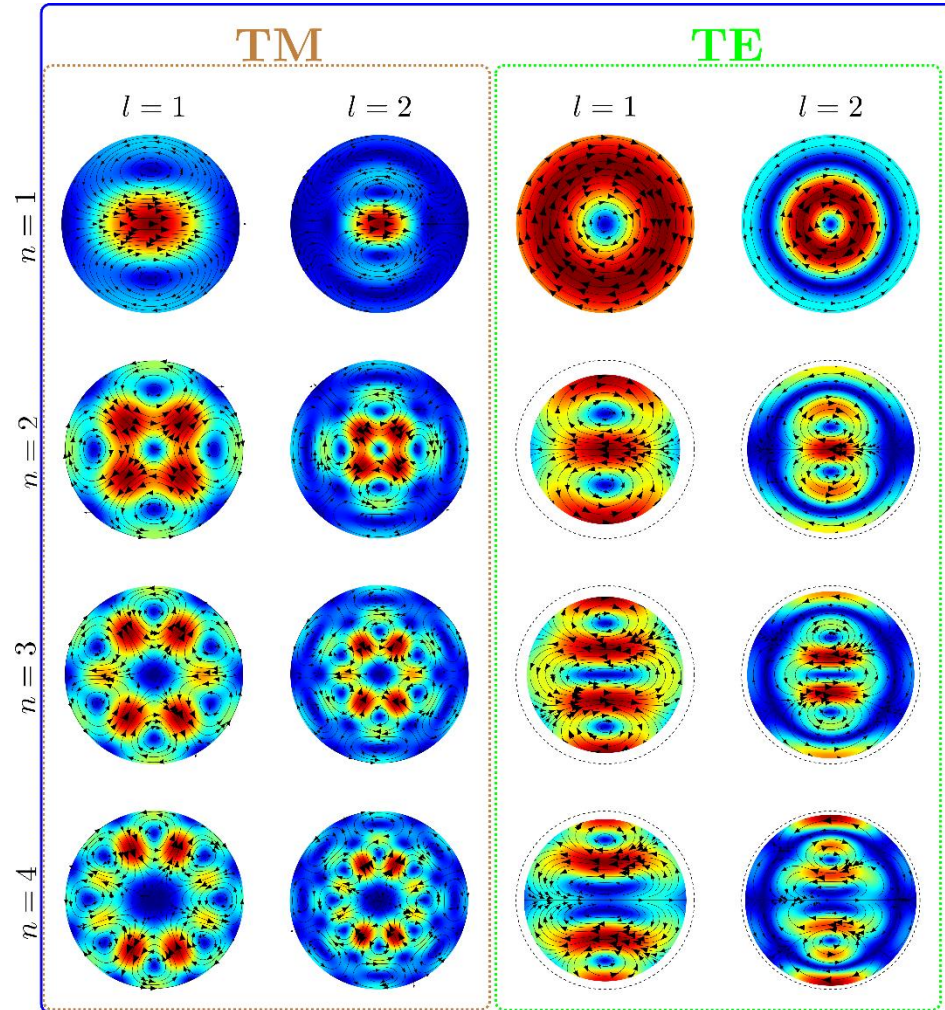 TM TE
l = 1 l = 2 l = 1 l = 2
n = 1
n = 2
n = 3
n = 4